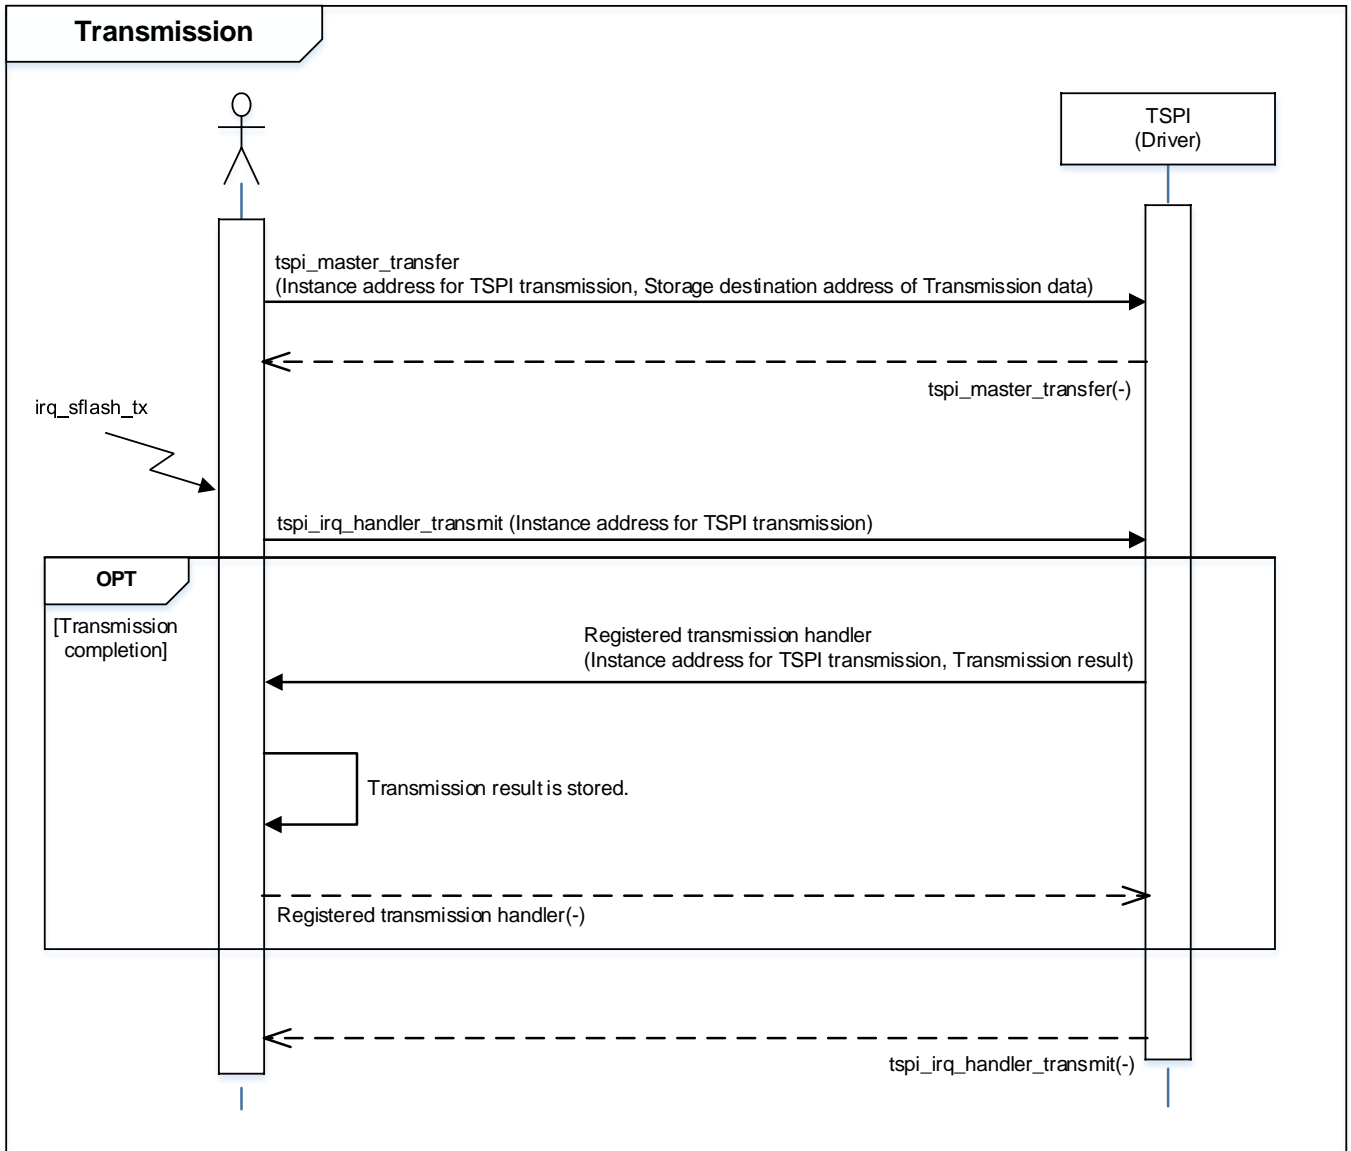 Transmission
TSPI
(Driver)
tspi_master_transfer
(Instance address for TSPI transmission, Storage destination address of Transmission data)
tspi_master_transfer(-)
irq_sflash_tx
tspi_irq_handler_transmit (Instance address for TSPI transmission)
OPT
[Transmission
completion]
Registered transmission handler
(Instance address for TSPI transmission, Transmission result)
Transmission result is stored.
Registered transmission handler(-)
tspi_irq_handler_transmit(-)